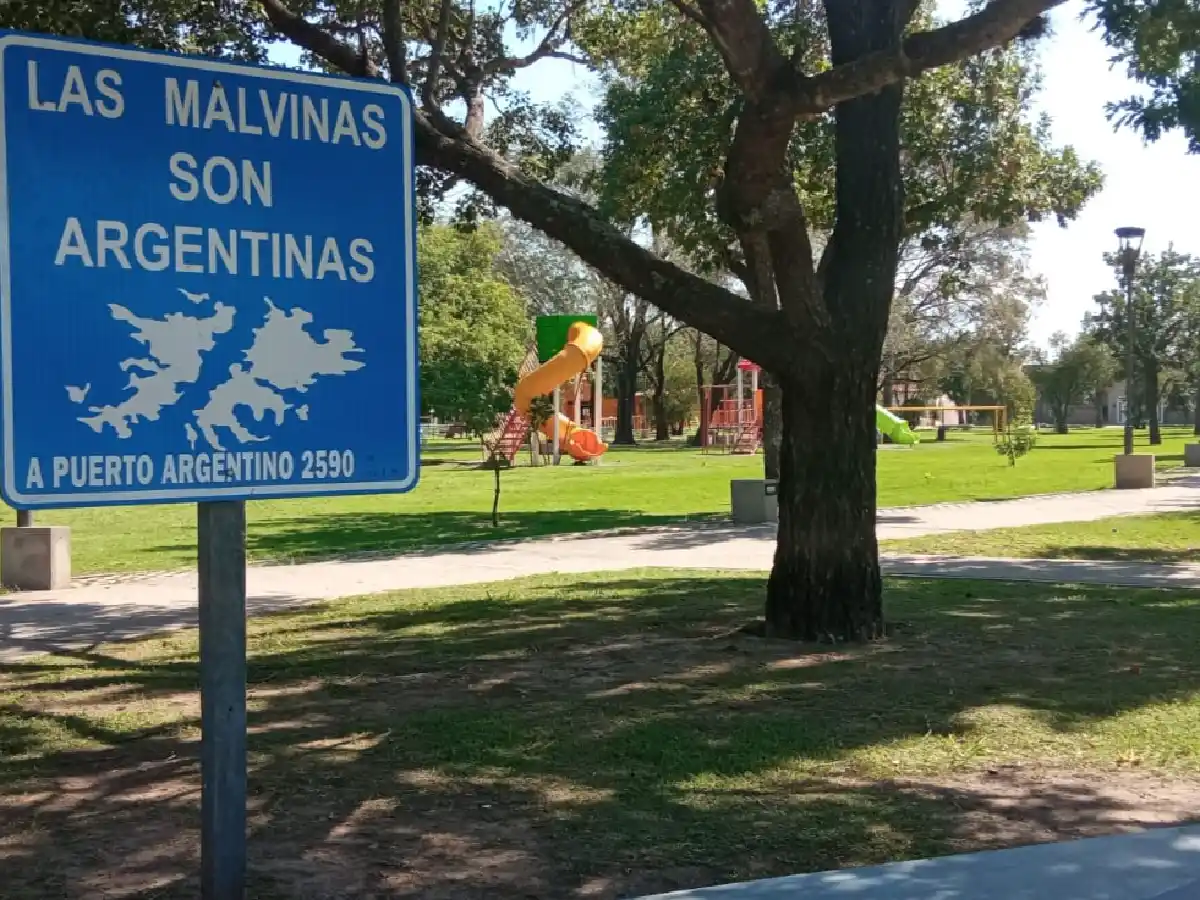 LAS MALVINAS
SON
ARGENTINAS
A PUERTO ARGENTINO 2590